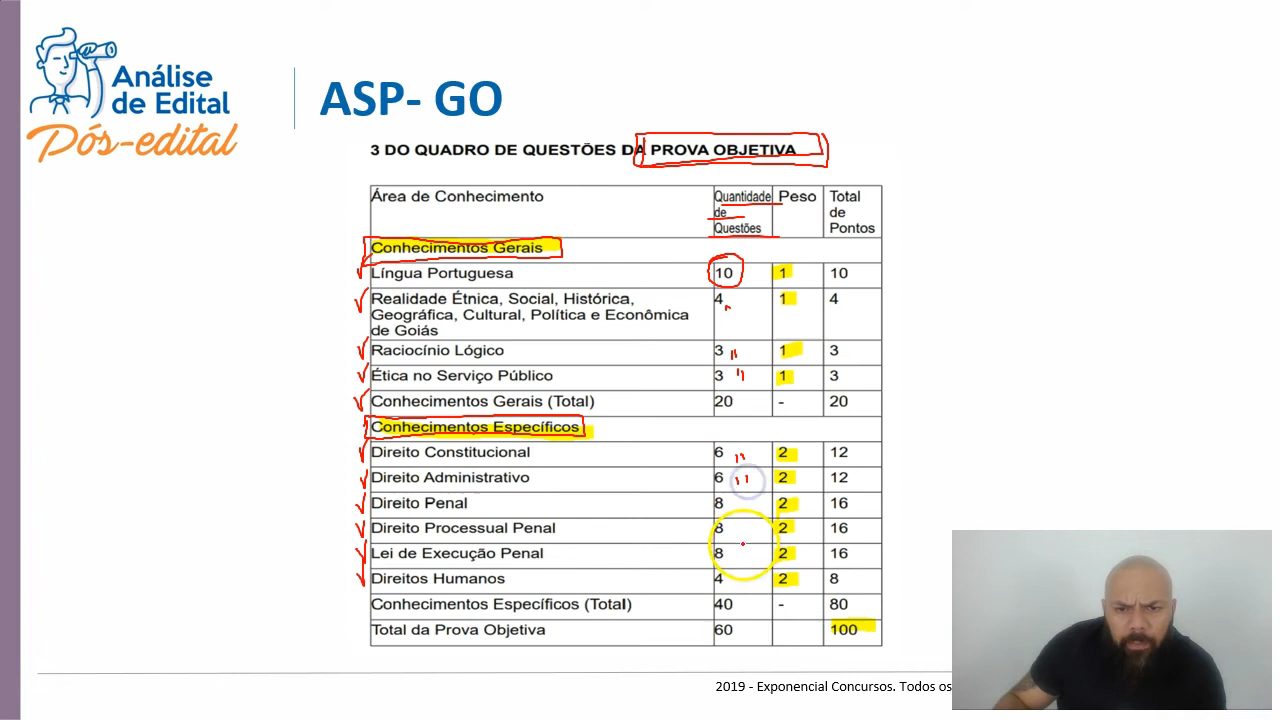 Análise
de Edital
Pós-edital
ASP- GO
3 DO QUADRO DE QUESTÕES DA PROVA OBJETIVA
Área de Conhecimento Quantidade de Questões Peso Total de Pontos
Conhecimentos Gerais
Língua Portuguesa 10 1 10
Realidade Étnica, Social, Histórica, 4 1 4
Geográfica, Cultural, Política e Econômica
de Goiás
Raciocínio Lógico 3 1 3
Ética no Serviço Público 3 1 3
Conhecimentos Gerais (Total) 20 - 20
Conhecimentos Específicos
Direito Constitucional 6 2 12
Direito Administrativo 6 2 12
Direito Penal 8 2 16
Direito Processual Penal 8 2 16
Lei de Execução Penal 8 2 16
Direitos Humanos 4 2 8
Conhecimentos Específicos (Total) 40 - 80
Total da Prova Objetiva 60 100
2019 - Exponencial Concursos. Todos os